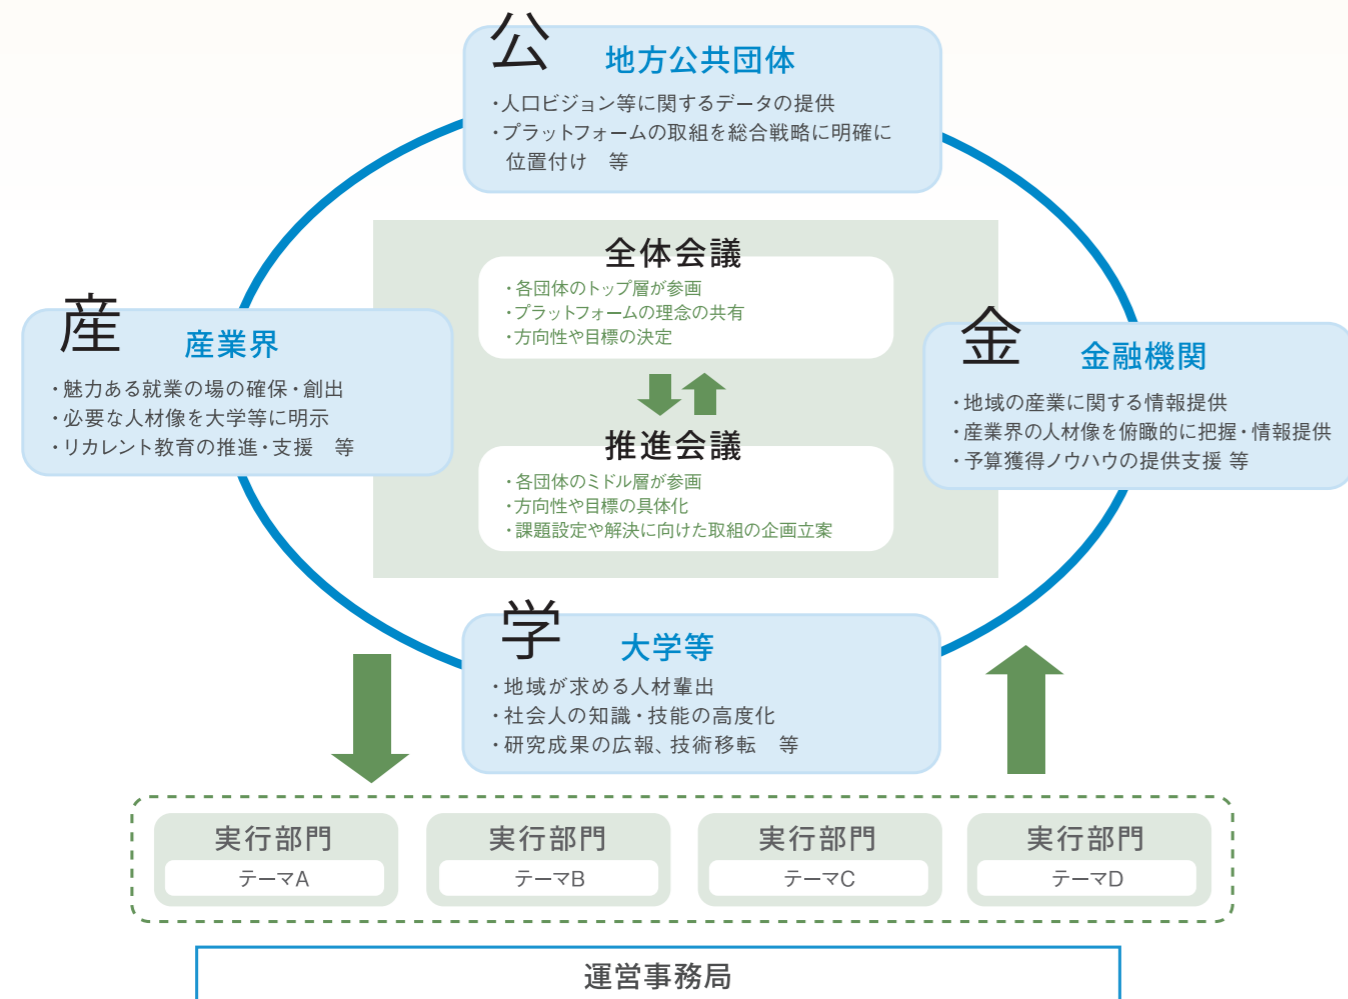 公
地方公共団体
・人口ビジョン等に関するデータの提供
・プラットフォームの取組を総合戦略に明確に
位置付け　等
全体会議
・各団体のトップ層が参画
・プラットフォームの理念の共有
・方向性や目標の決定
産
産業界
・魅力ある就業の場の確保・創出
・必要な人材像を大学等に明示
・リカレント教育の推進・支援　等
金
金融機関
・地域の産業に関する情報提供
・産業界の人材像を俯瞰的に把握・情報提供
・予算獲得ノウハウの提供支援 等
推進会議
・各団体のミドル層が参画
・方向性や目標の具体化
・課題設定や解決に向けた取組の企画立案
学
大学等
・地域が求める人材輩出
・社会人の知識・技能の高度化
・研究成果の広報、技術移転　等
実行部門
テーマA
実行部門
テーマB
実行部門
テーマC
実行部門
テーマD
運営事務局